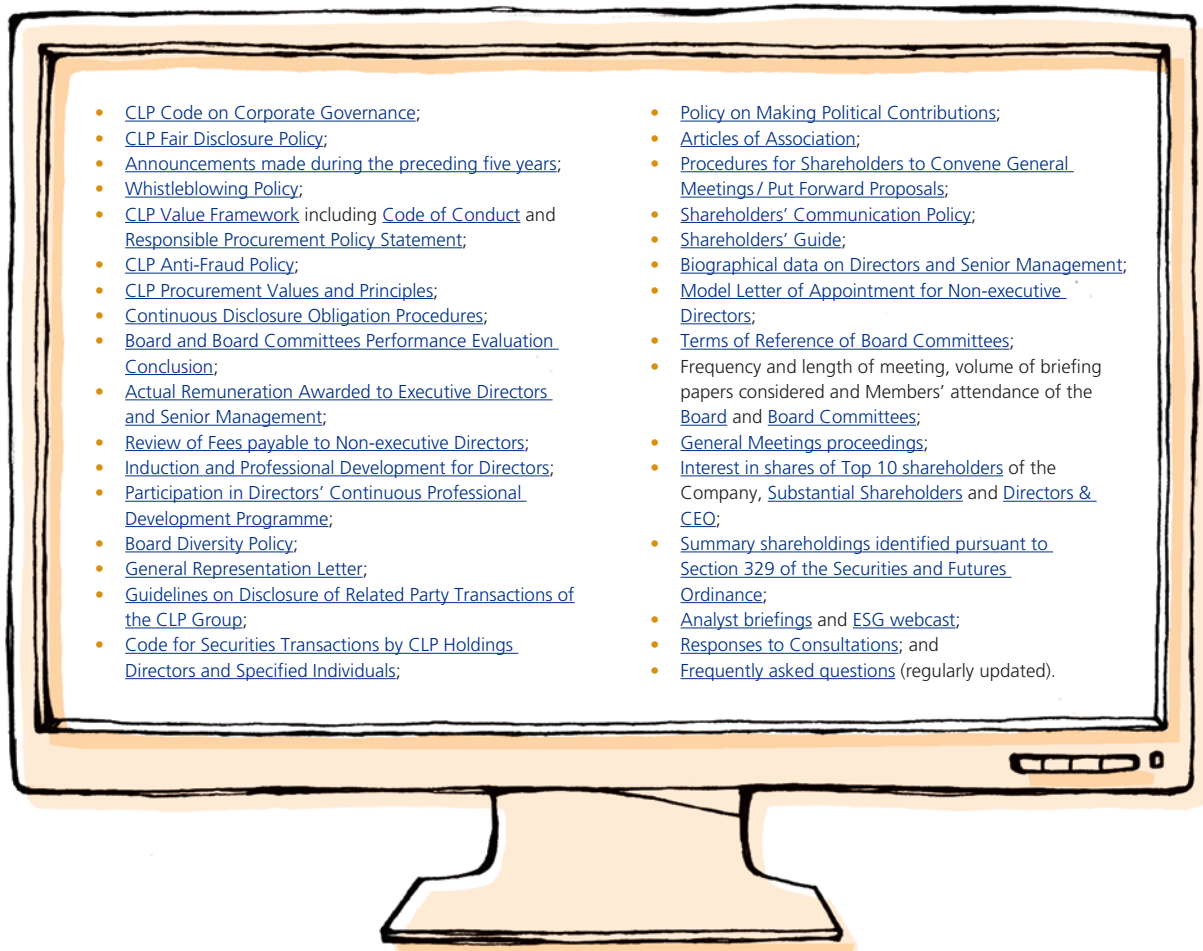 • CLP Code on Corporate Governance;
• CLP Fair Disclosure Policy;
• Announcements made during the preceding five years;
• Whistleblowing Policy;
• CLP Value Framework including Code of Conduct and
Responsible Procurement Policy Statement;
• CLP Anti-Fraud Policy;
• CLP Procurement Values and Principles;
• Continuous Disclosure Obligation Procedures;
• Board and Board Committees Performance Evaluation
Conclusion;
• Actual Remuneration Awarded to Executive Directors
and Senior Management;
• Review of Fees payable to Non-executive Directors;
• Induction and Professional Development for Directors;
• Participation in Directors’ Continuous Professional
Development Programme;
• Board Diversity Policy;
• General Representation Letter;
• Guidelines on Disclosure of Related Party Transactions of
the CLP Group;
• Code for Securities Transactions by CLP Holdings
Directors and Specified Individuals;
• Policy on Making Political Contributions;
• Articles of Association;
• Procedures for Shareholders to Convene General
Meetings / Put Forward Proposals;
• Shareholders’ Communication Policy;
• Shareholders’ Guide;
• Biographical data on Directors and Senior Management;
• Model Letter of Appointment for Non-executive
Directors;
• Terms of Reference of Board Committees;
• Frequency and length of meeting, volume of briefing
papers considered and Members’ attendance of the
Board and Board Committees;
• General Meetings proceedings;
• Interest in shares of Top 10 shareholders of the
Company, Substantial Shareholders and Directors &
CEO;
• Summary shareholdings identified pursuant to
Section 329 of the Securities and Futures
Ordinance;
• Analyst briefings and ESG webcast;
• Responses to Consultations; and
• Frequently asked questions (regularly updated).